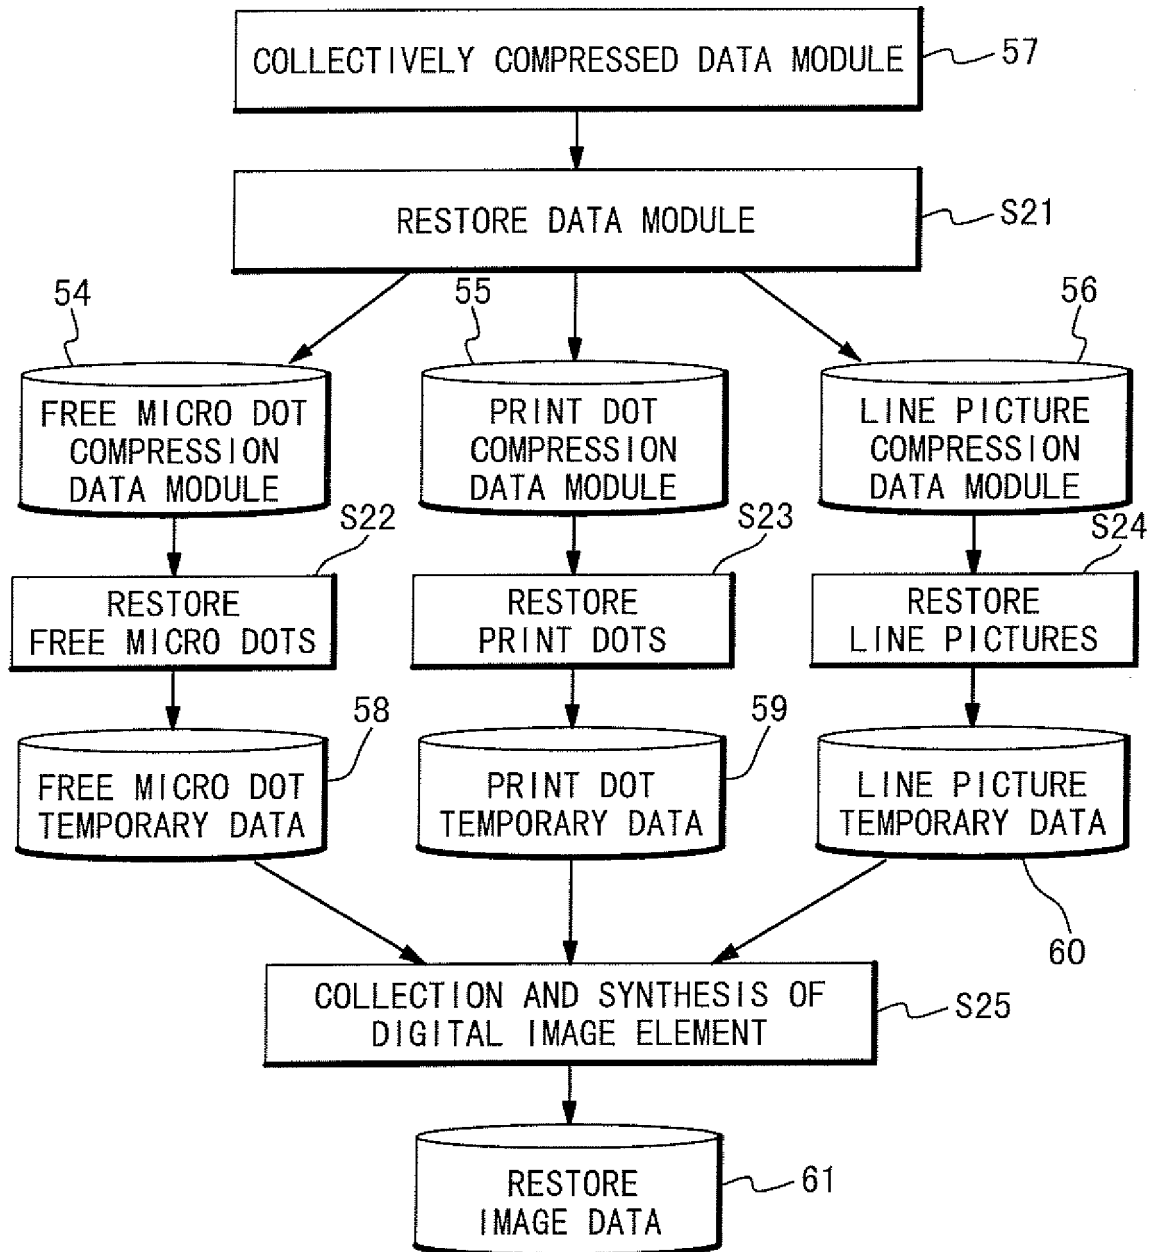 COLLECTIVELY COMPRESSED DATA MODULE
57
RESTORE DATA MODULE
S21
54
55
56
FREE MICRO DOT
COMPRESSION
DATA MODULE
PRINT DOT
COMPRESSION
DATA MODULE
LINE PICTURE
COMPRESSION
DATA MODULE
S22
S23
S24
RESTORE
FREE MICRO DOTS
RESTORE
PRINT DOTS
RESTORE
LINE PICTURES
58
59
FREE MICRO DOT
TEMPORARY DATA
PRINT DOT
TEMPORARY DATA
LINE PICTURE
TEMPORARY DATA
60
COLLECTION AND SYNTHESIS OF
DIGITAL IMAGE ELEMENT
S25
RESTORE
IMAGE DATA
61